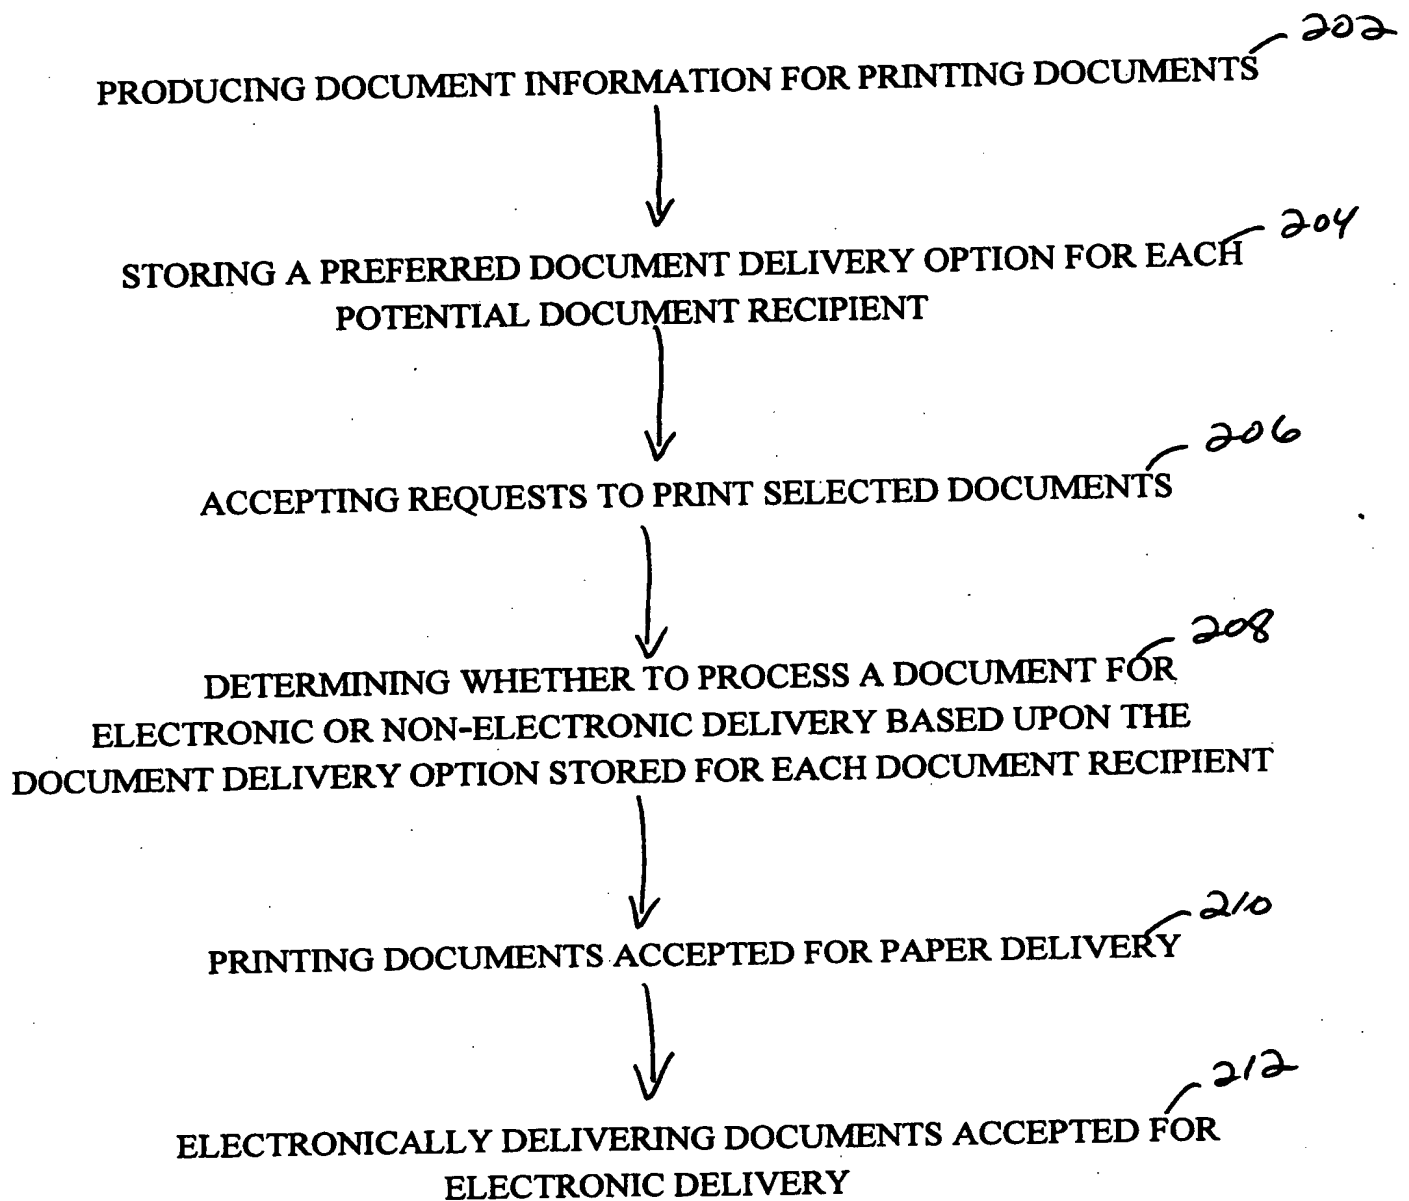 202
PRODUCING DOCUMENT INFORMATION FOR PRINTING DOCUMENTS
204
STORING A PREFERRED DOCUMENT DELIVERY OPTION FOR EACH
POTENTIAL DOCUMENT RECIPIENT
206
ACCEPTING REQUESTS TO PRINT SELECTED DOCUMENTS
208
DETERMINING WHETHER TO PROCESS A DOCUMENT FOR
ELECTRONIC OR NON-ELECTRONIC DELIVERY BASED UPON THE
DOCUMENT DELIVERY OPTION STORED FOR EACH DOCUMENT RECIPIENT
210
PRINTING DOCUMENTS ACCEPTED FOR PAPER DELIVERY
212
ELECTRONICALLY DELIVERING DOCUMENTS ACCEPTED FOR
ELECTRONIC DELIVERY